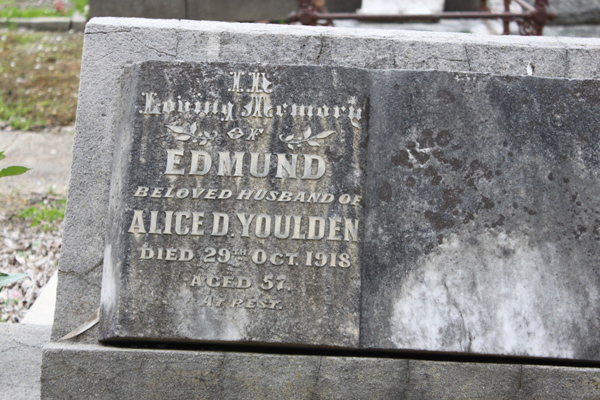 In
Loving Memory
OF
EDMUND
BELOVED HUSBAND OF
ALICE D. YOULDEN
DIED 29TH OCT. 1918
AGED 57.
AT REST.